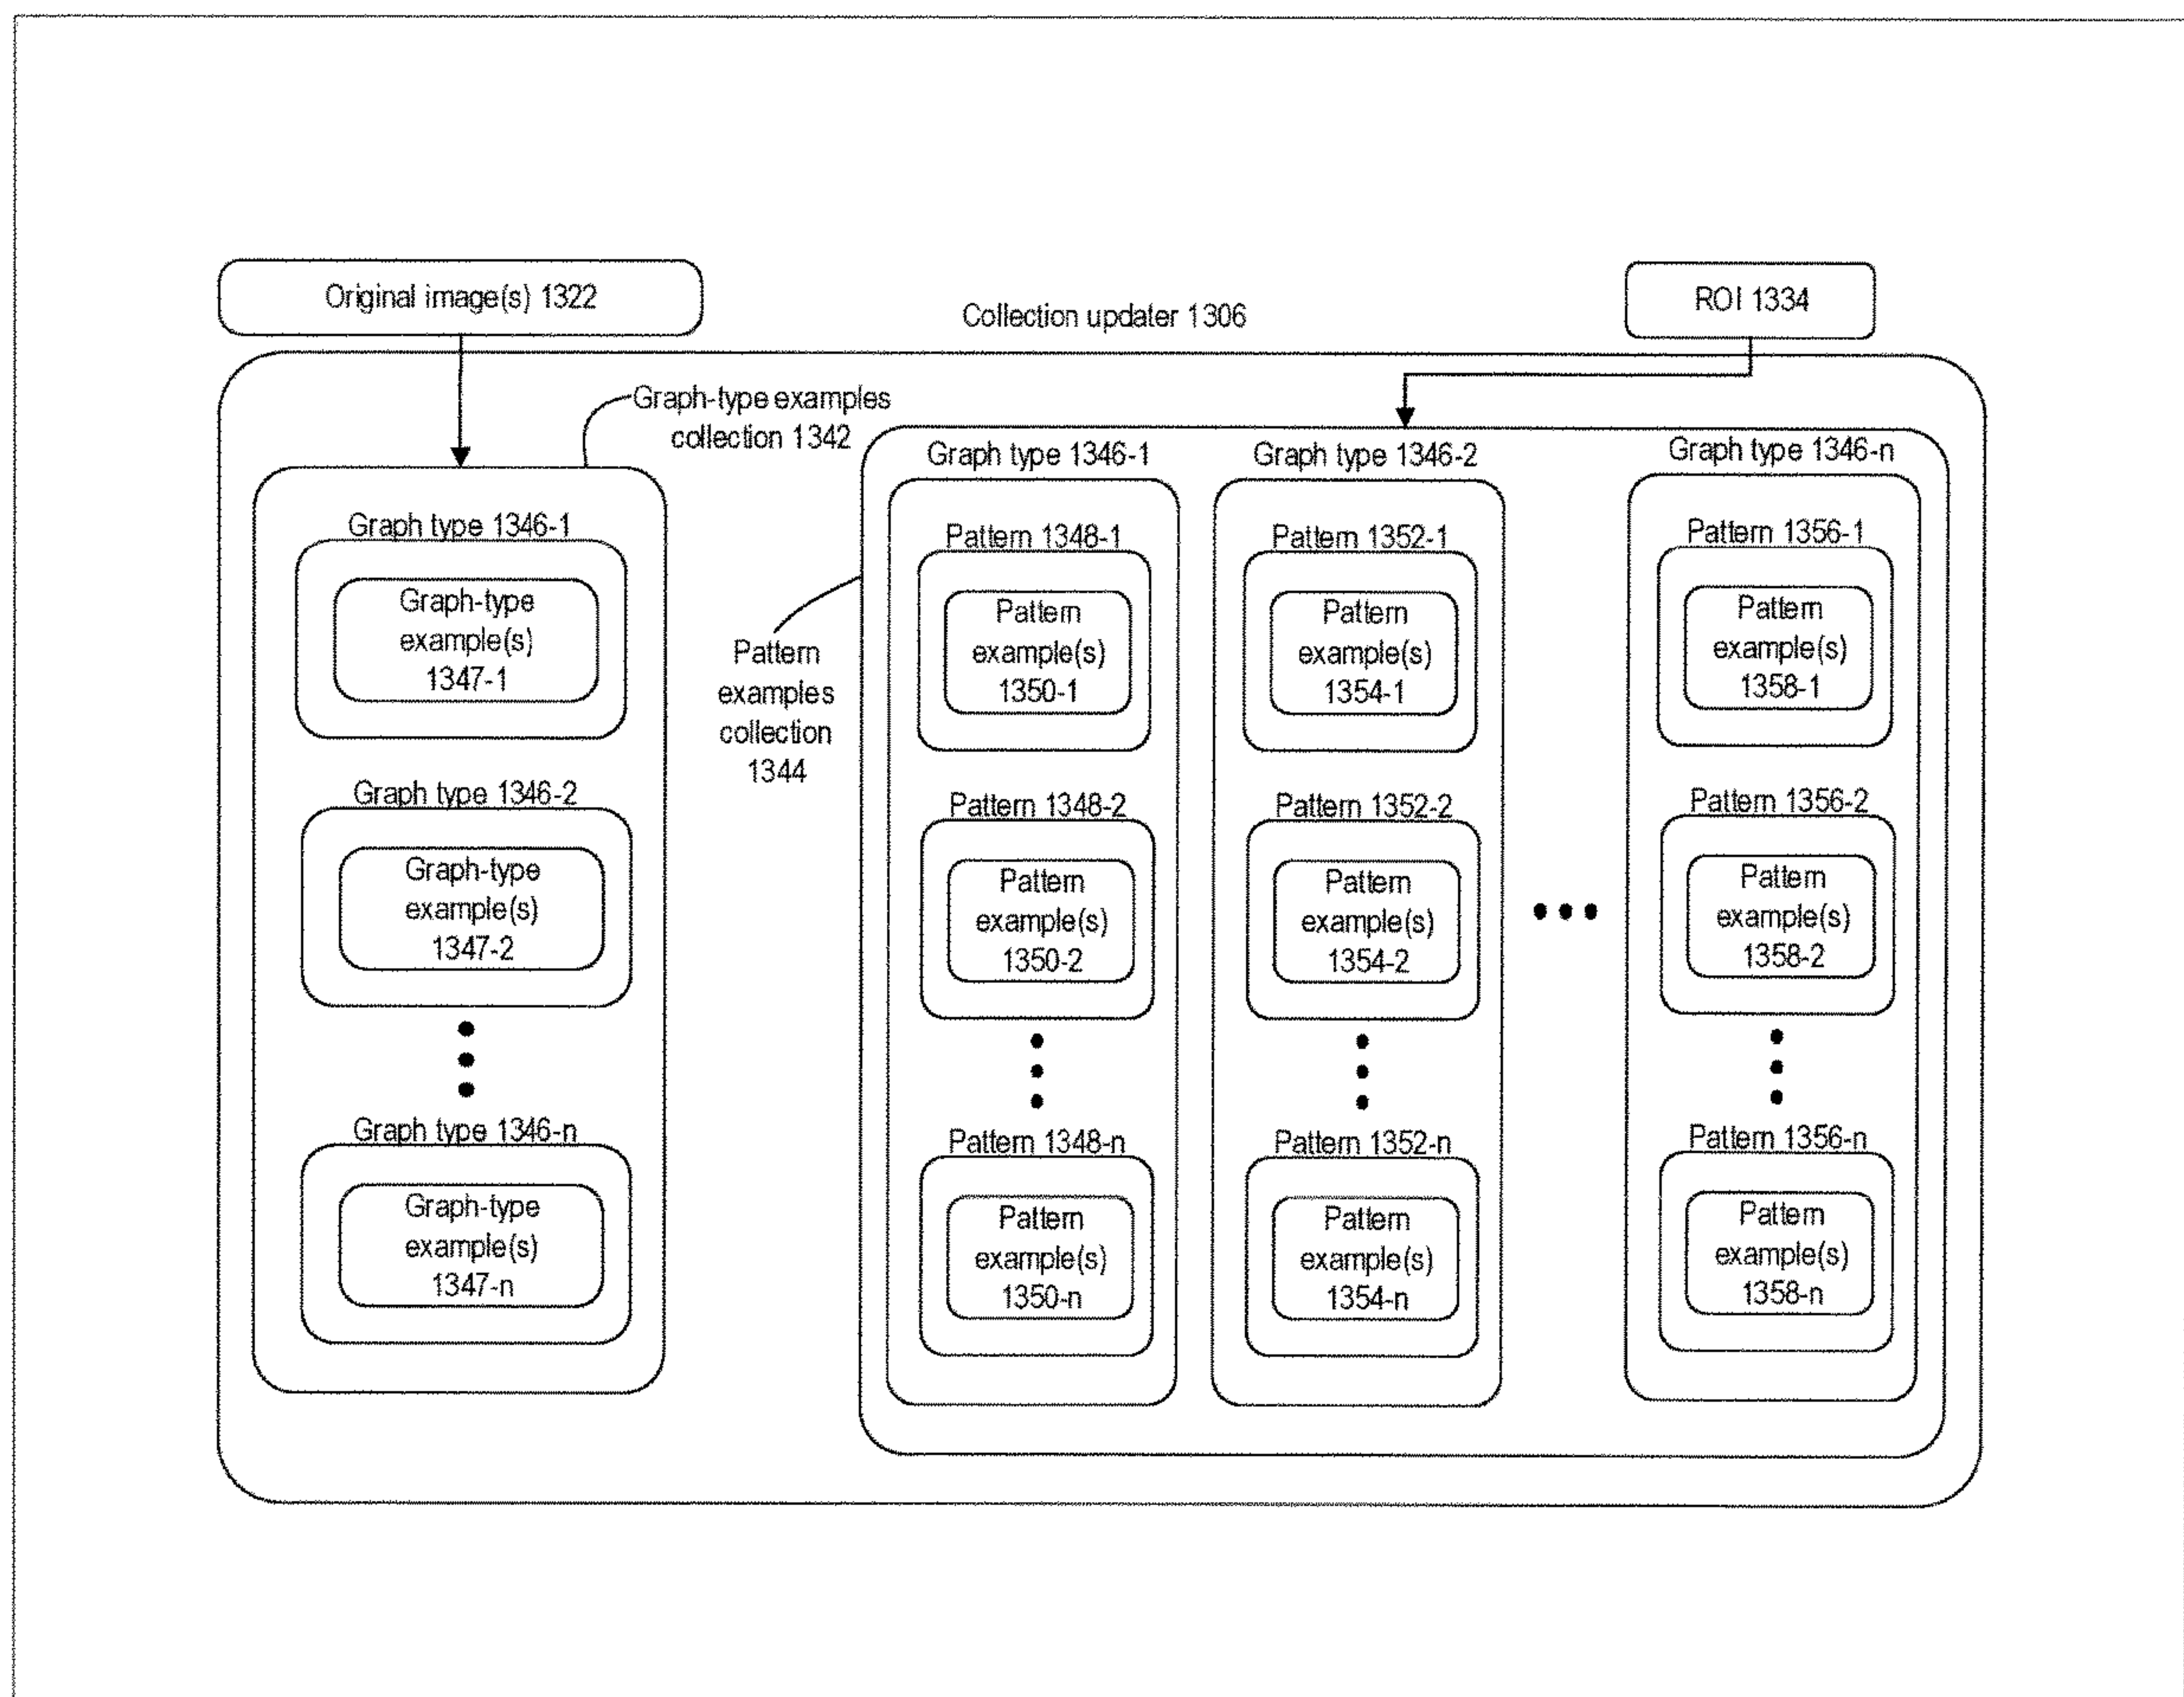 Original image(s) 1322
Collection updater 1306
ROI 1334
Graph-type examples
collection 1342
Graph type 1346-1
Graph-type
example(s)
1347-1
Graph type 1346-2
Graph-type
example(s)
1347-2
Graph type 1346-n
Graph-type
example(s)
1347-n
Pattern
examples
collection
1344
Graph type 1346-1
Pattern 1348-1
Pattern
example(s)
1350-1
Pattern 1348-2
Pattern
example(s)
1350-2
Pattern 1348-n
Pattern
example(s)
1350-n
Graph type 1346-2
Pattern 1352-1
Pattern
example(s)
1354-1
Pattern 1352-2
Pattern
example(s)
1354-2
Pattern 1352-n
Pattern
example(s)
1354-n
Graph type 1346-n
Pattern 1356-1
Pattern
example(s)
1358-1
Pattern 1356-2
Pattern
example(s)
1358-2
Pattern 1356-n
Pattern
example(s)
1358-n